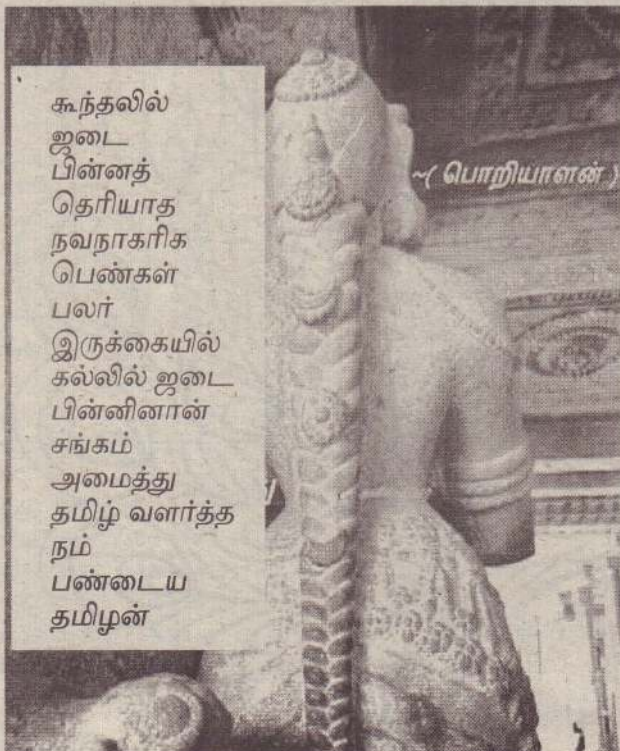 கூந்தலில்
ஜடை
பின்னத்
தெரியாத
நவநாகரிக
பெண்கள்
பலர்
இருக்கையில்
கல்லில் ஜடை
பின்னினான்
சங்கம்
அமைத்து
தமிழ் வளர்த்த
நம்
பண்டைய
தமிழன்
~( பொறியாளன் )